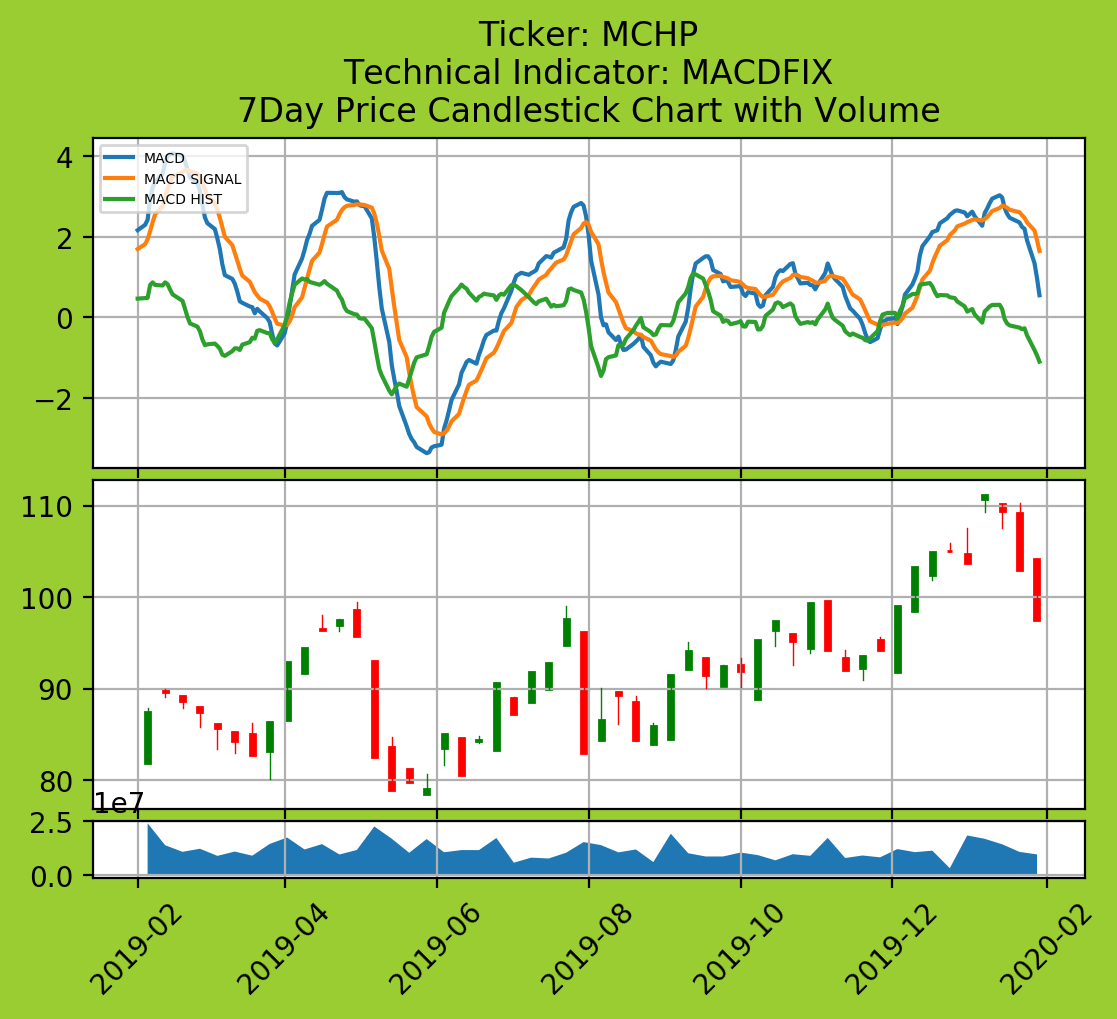 Ticker: MCHP
Technical Indicator: MACDFIX
7Day Price Candlestick Chart with Volume
MACD
MACD SIGNAL
MACD HIST
4
2
0
−2
110
100
90
80
1e7
2.5
0.0
2019-02
2019-04
2019-06
2019-08
2019-10
2019-12
2020-02